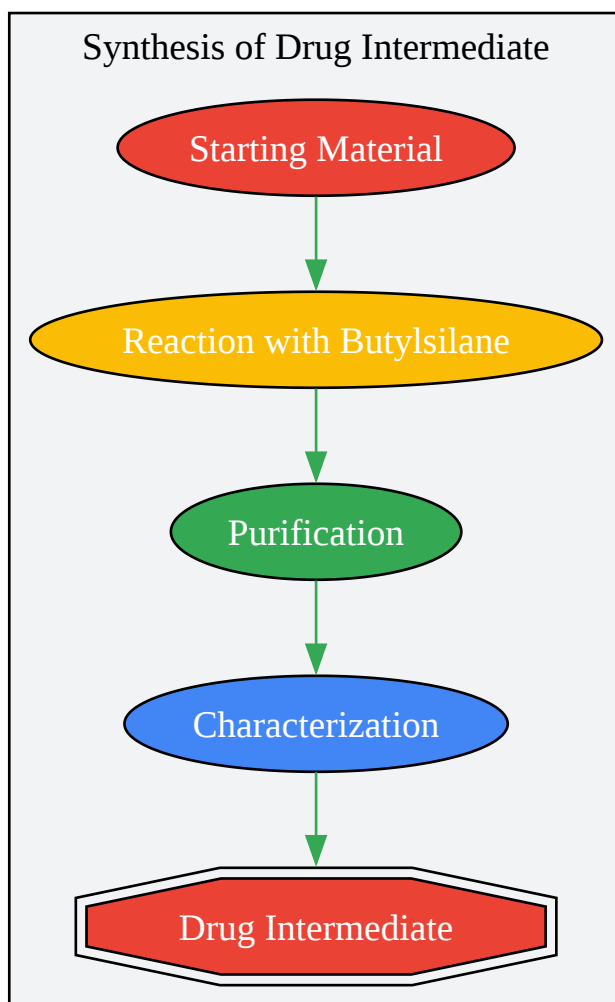 Synthesis of Drug Intermediate
Starting Material
Reaction with Butylsilane
Purification
Characterization
Drug Intermediate